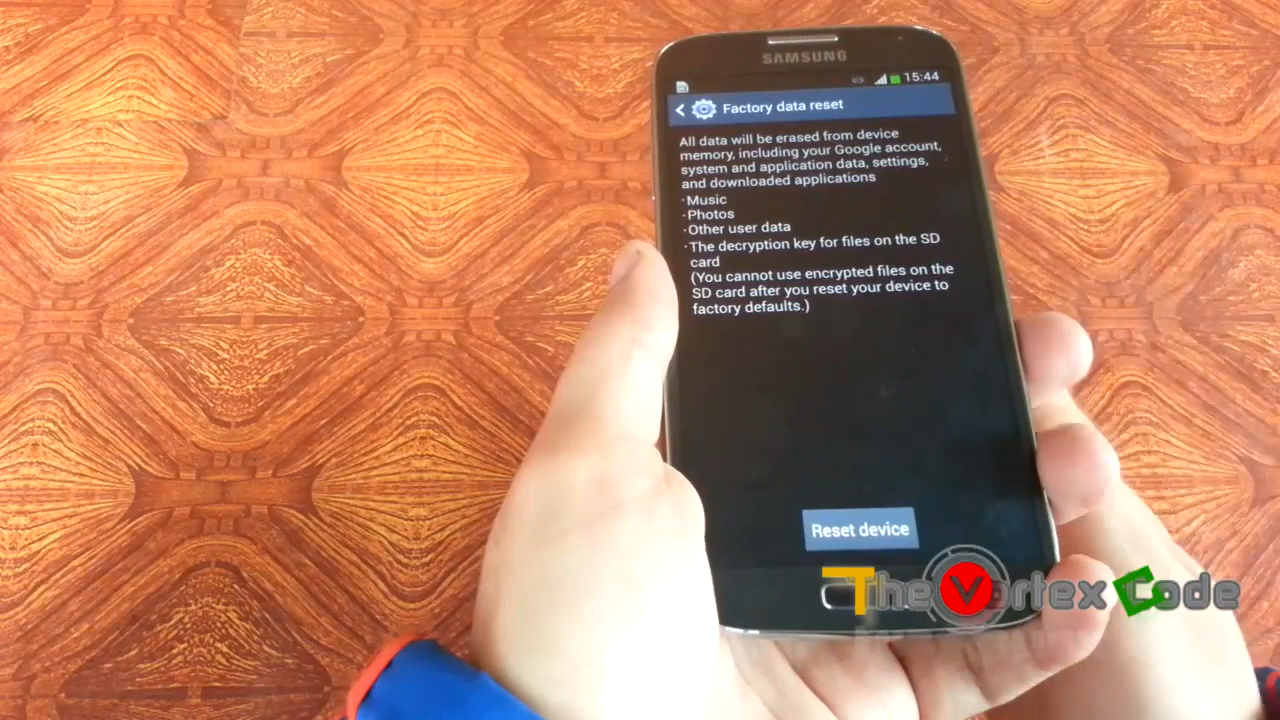 SAMSUNG
15:44
Factory data reset
All data will be erased from device
memory, including your Google account,
system and application data, settings,
and downloaded applications
·Music
·Photos
·Other user data
·The decryption key for files on the SD
card
(You cannot use encrypted files on the
SD card after you reset your device to
factory defaults.)
Reset device
The Vortex Code